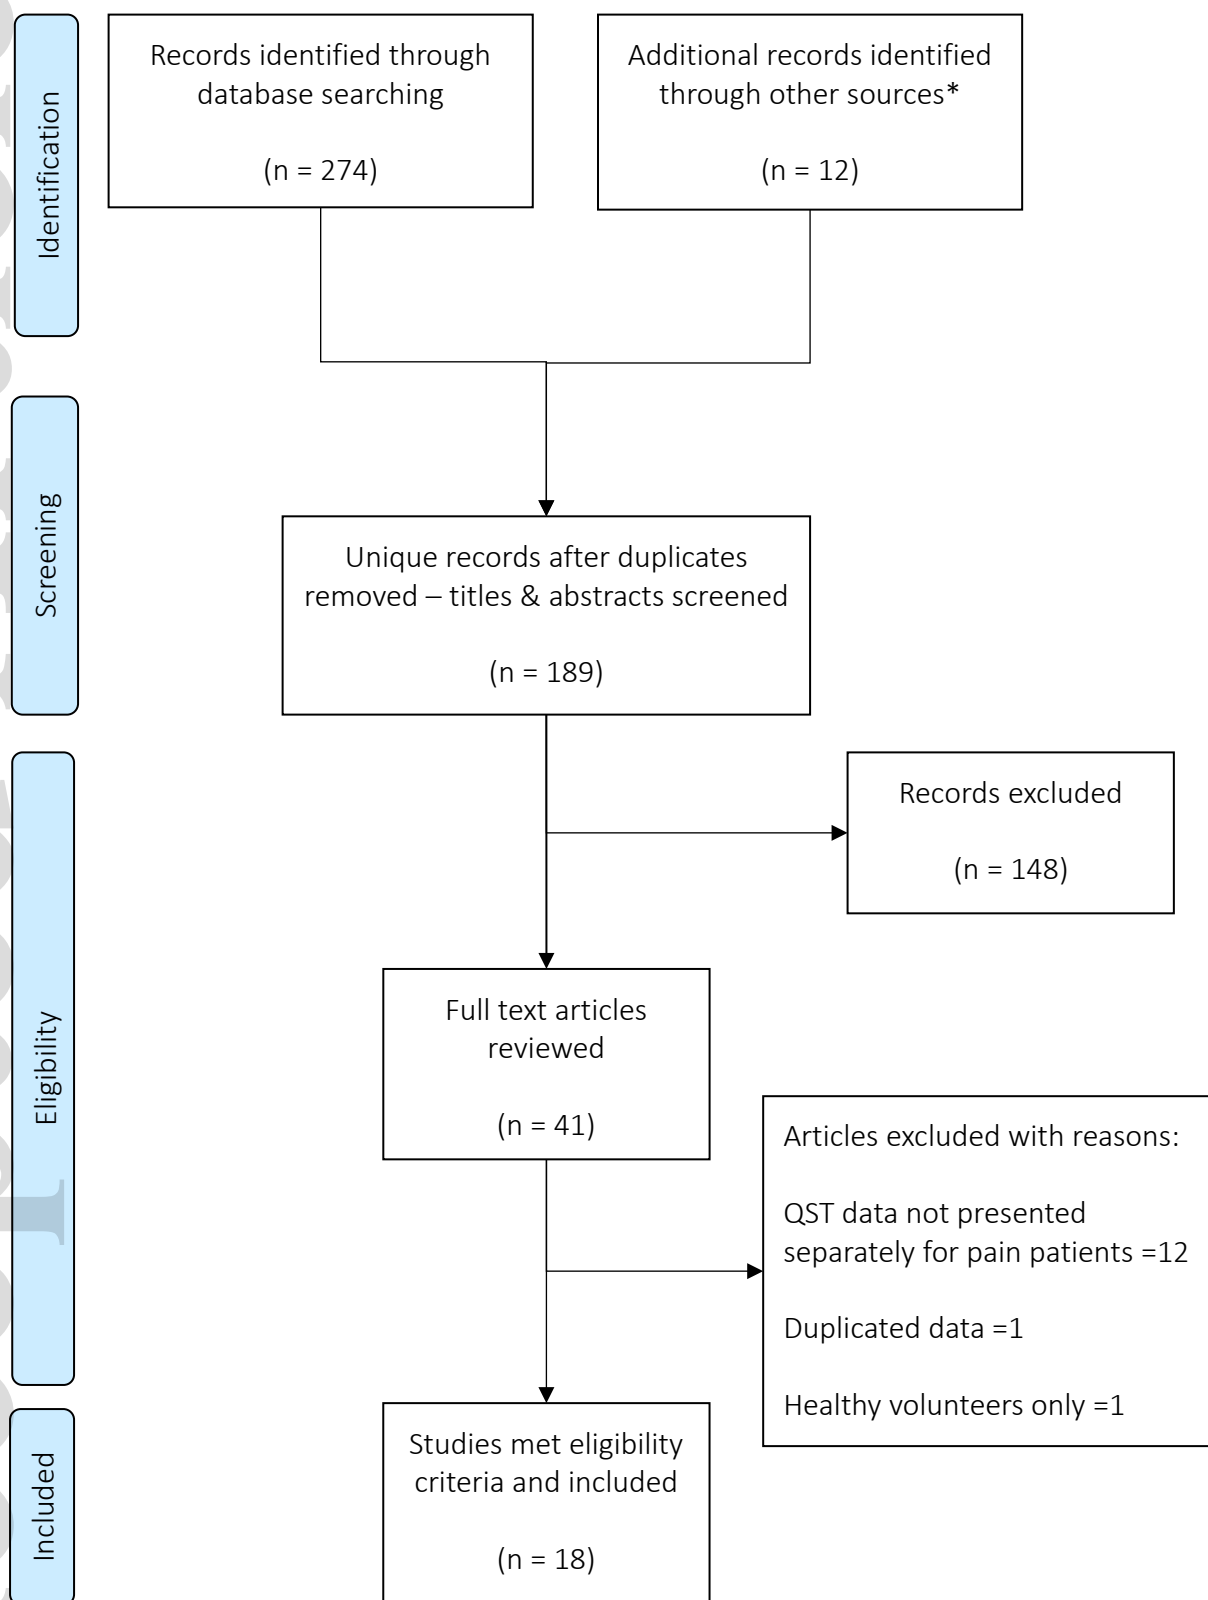 Identification
Records identified through
database searching
(n = 274)
Additional records identified
through other sources*
(n = 12)
Screening
Unique records after duplicates
removed – titles & abstracts screened
(n = 189)
Eligibility
Records excluded
(n = 148)
Full text articles
reviewed
(n = 41)
Articles excluded with reasons:
QST data not presented
separately for pain patients =12
Duplicated data =1
Healthy volunteers only =1
Included
Studies met eligibility
criteria and included
(n = 18)